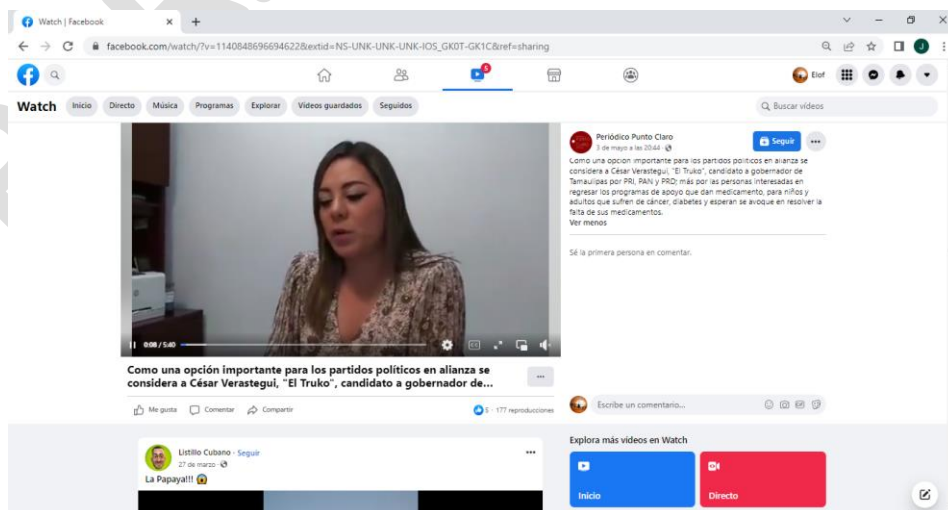 Watch | Facebook
facebook.com/watch/?v=1140848696694622&extid=NS-UNK-UNK-UNK-IOS_GK0T-GK1C&ref=sharing
J
5
Elof
Watch
Inicio
Directo
Música
Programas
Explorar
Videos guardados
Seguidos
Buscar vídeos
Periódico Punto Claro
3 de mayo a las 20:44
Seguir
Como una opción importante para los partidos políticos en alianza se
considera a César Verastegui, "El Truko", candidato a gobernador de
Tamaulipas por PRI, PAN y PRD; más por las personas interesadas en
regresar los programas de apoyo que dan medicamento, para niños y
adultos que sufren de cáncer, diabetes y esperan se avoque en resolver la
falta de sus medicamentos.
Ver menos
Sé la primera persona en comentar.
0:08 / 5:40
Como una opción importante para los partidos políticos en alianza se
considera a César Verastegui, "El Truko", candidato a gobernador de...
Me gusta
Comentar
Compartir
5 · 177 reproducciones
Escribe un comentario...
Listillo Cubano · Seguir
27 de marzo
La Papaya!!!
Explora más vídeos en Watch
Inicio
Directo